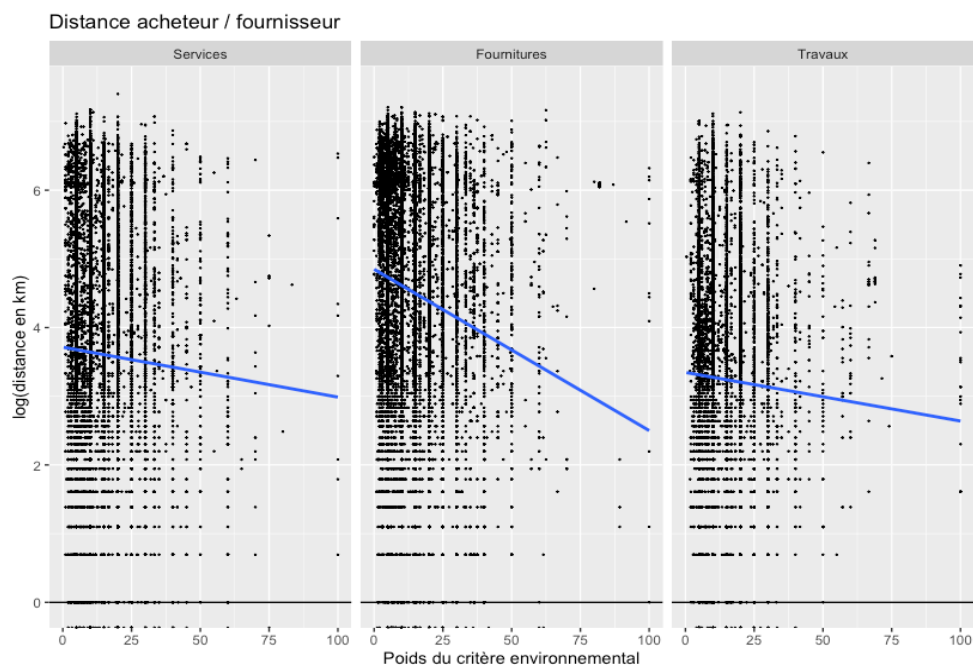 Distance acheteur / fournisseur
Services
Fournitures
Travaux
log(distance en km)
6
4
2
0
0 25 50 75 100
0 25 50 75 100
0 25 50 75 100
Poids du critère environnemental